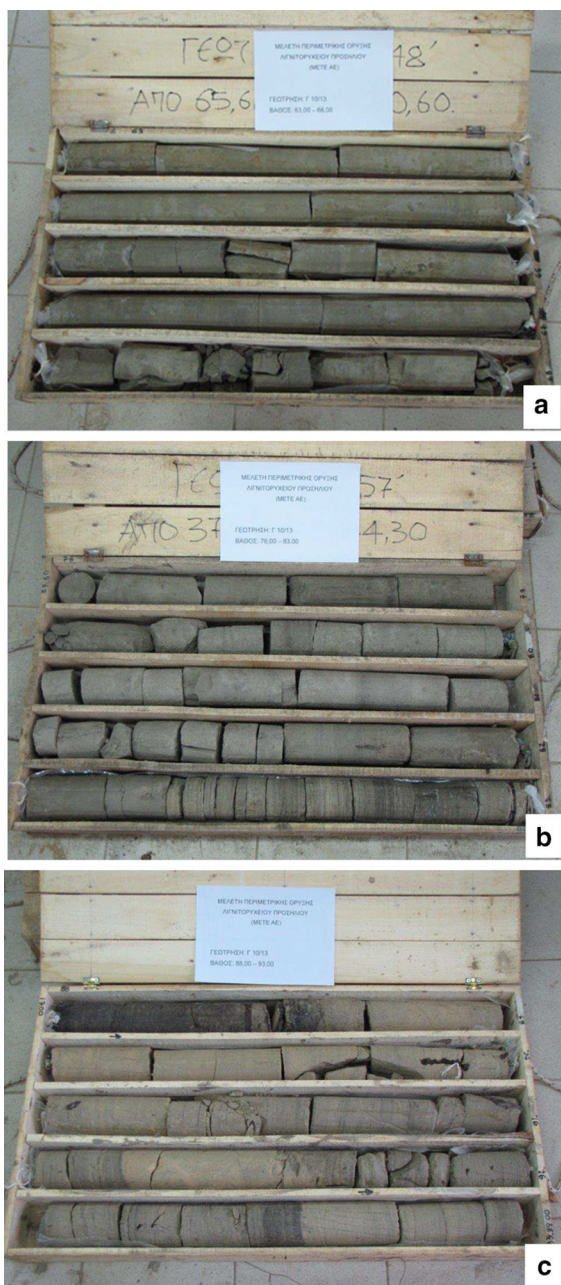 ΓΕΩΤ 48'
ΑΠΟ 65,6 0,60.
ΜΕΛΕΤΗ ΠΕΡΙΜΕΤΡΙΚΗΣ ΟΡΥΞΗΣ
ΛΙΓΝΙΤΟΡΥΧΕΙΟΥ ΠΡΟΣΗΛΙΟΥ
(ΜΕΤΕ ΑΕ)
ΓΕΩΤΡΗΣΗ: Γ 10/13
ΒΑΘΟΣ: 63,00 – 68,00
a
ΓΕΩ 57'
ΑΠΟ 37 4,30
ΜΕΛΕΤΗ ΠΕΡΙΜΕΤΡΙΚΗΣ ΟΡΥΞΗΣ
ΛΙΓΝΙΤΟΡΥΧΕΙΟΥ ΠΡΟΣΗΛΙΟΥ
(ΜΕΤΕ ΑΕ)
ΓΕΩΤΡΗΣΗ: Γ 10/13
ΒΑΘΟΣ: 78,00 – 83,00
b
ΜΕΛΕΤΗ ΠΕΡΙΜΕΤΡΙΚΗΣ ΟΡΥΞΗΣ
ΛΙΓΝΙΤΟΡΥΧΕΙΟΥ ΠΡΟΣΗΛΙΟΥ
(ΜΕΤΕ ΑΕ)
ΓΕΩΤΡΗΣΗ: Γ 10/13
ΒΑΘΟΣ: 88,00 – 93,00
c